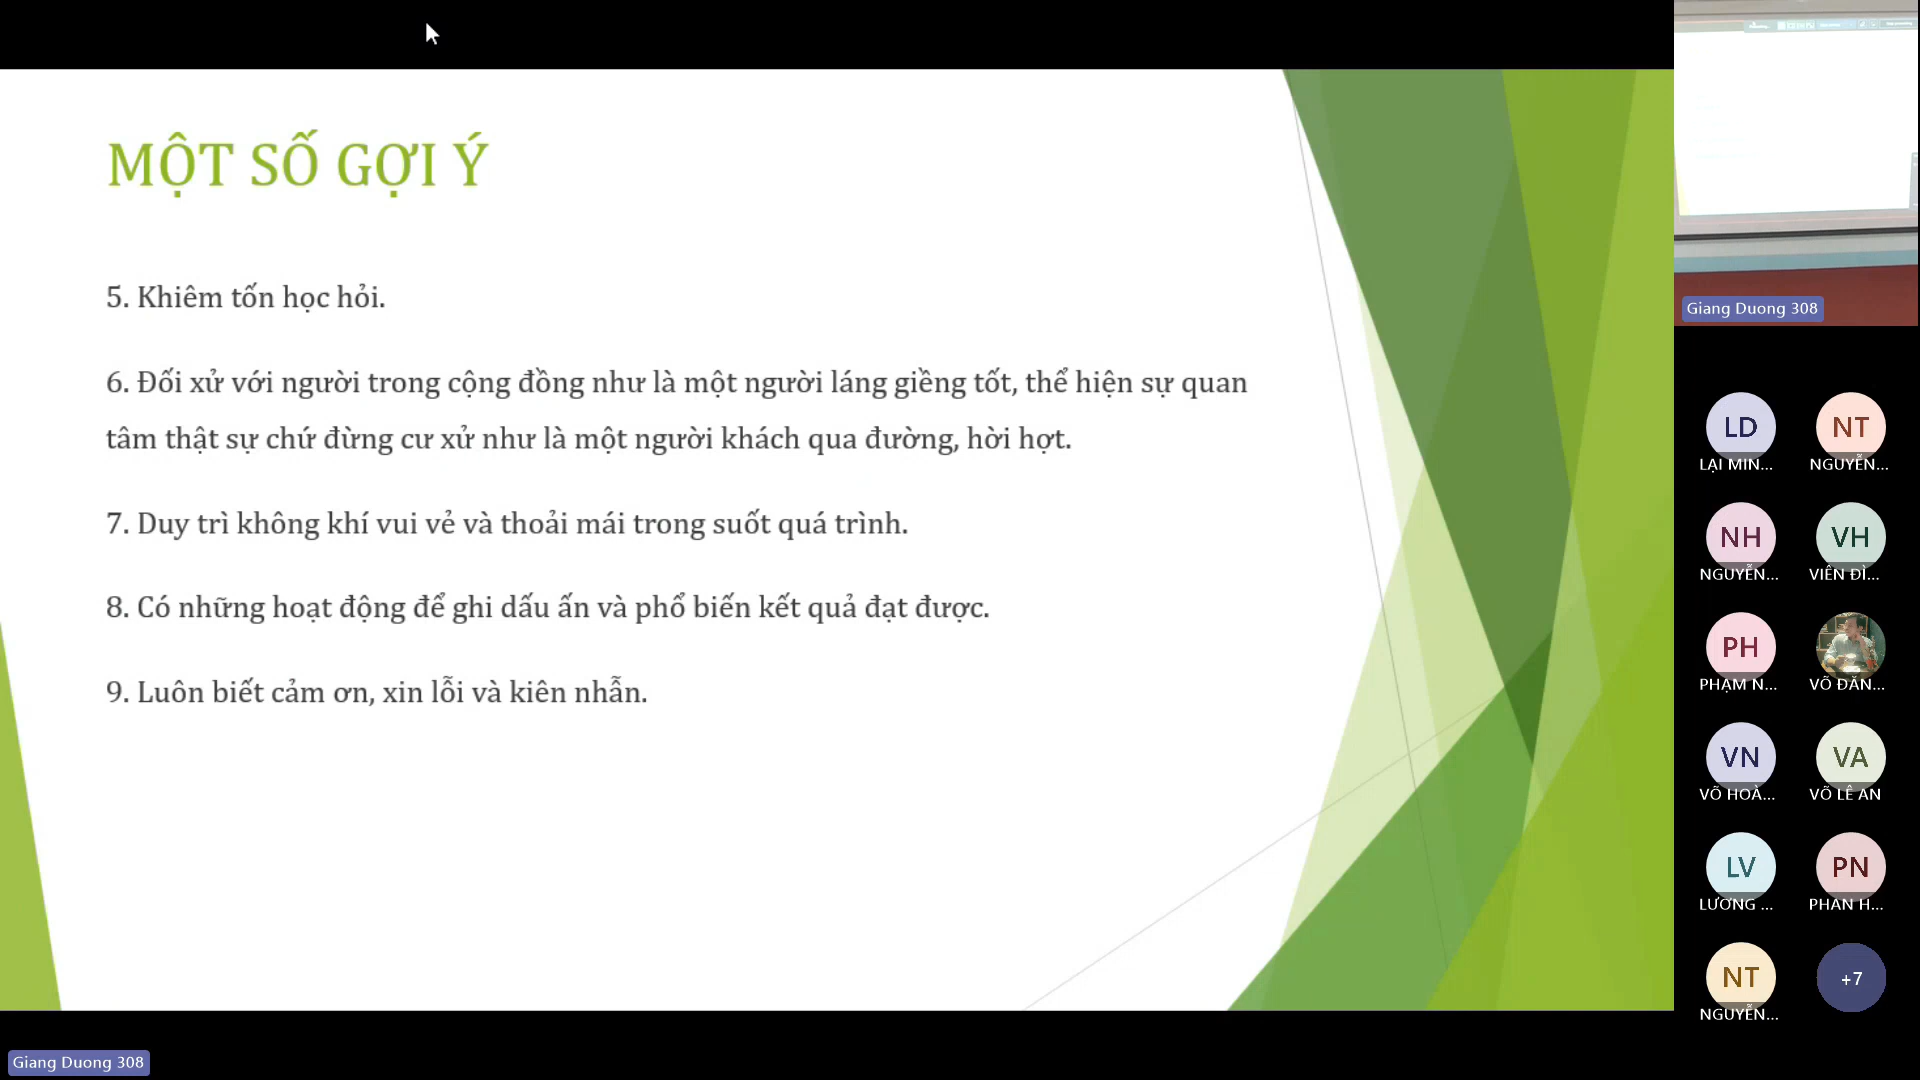 MỘT SỐ GỢI Ý
5. Khiêm tốn học hỏi.
6. Đối xử với người trong cộng đồng như là một người láng giềng tốt, thể hiện sự quan
tâm thật sự chứ đừng cư xử như là một người khách qua đường, hời hợt.
7. Duy trì không khí vui vẻ và thoải mái trong suốt quá trình.
8. Có những hoạt động để ghi dấu ấn và phổ biến kết quả đạt được.
9. Luôn biết cảm ơn, xin lỗi và kiên nhẫn.
Giang Duong 308
Giang Duong 308
LD NT
LẠI MIN... NGUYỄN...
NH VH
NGUYỄN... VIÊN ĐÌ...
PH
PHẠM N... VÕ ĐĂN...
VN VA
VÕ HOÀ... VÕ LÊ AN
LV PN
LƯƠNG ... PHAN H...
NT +7
NGUYỄN...